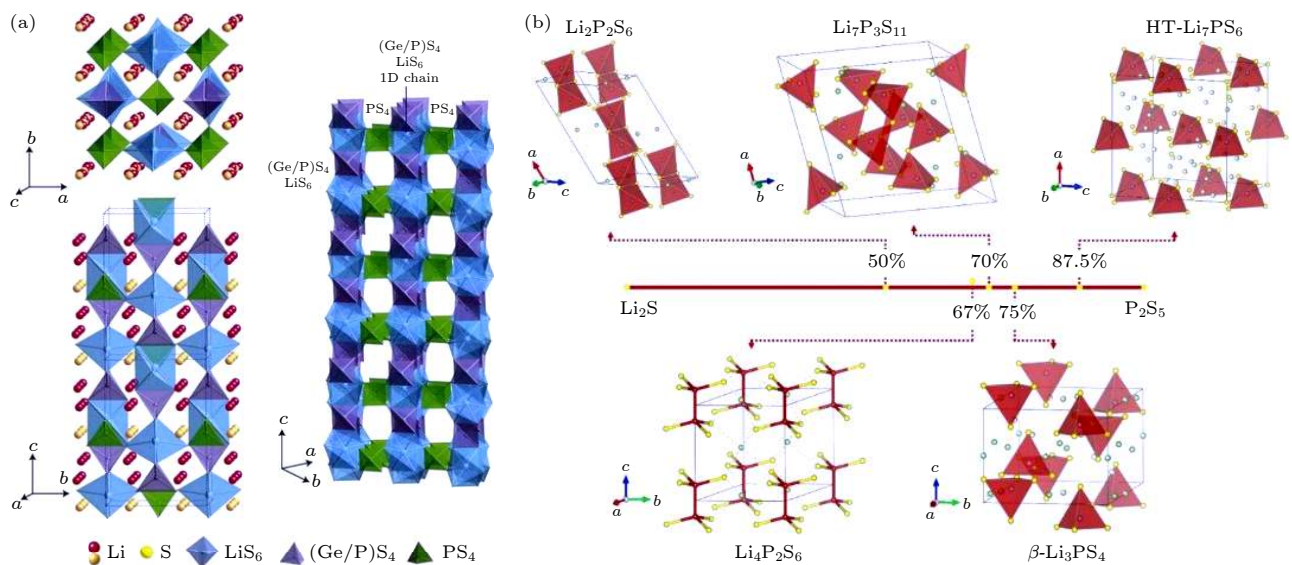 (a)
b
c
a
c
b
a
(Ge/P)S₄
LiS₆
1D chain
PS₄
PS₄
(Ge/P)S₄
LiS₆
c
a
b
Li
S
LiS₆
(Ge/P)S₄
PS₄
(b)
Li₂P₂S₆
Li₇P₃S₁₁
HT-Li₇PS₆
a
b
c
a
b
c
a
b
c
50%
70%
87.5%
Li₂S
67%
75%
P₂S₅
c
b
a
c
b
a
Li₄P₂S₆
β-Li₃PS₄